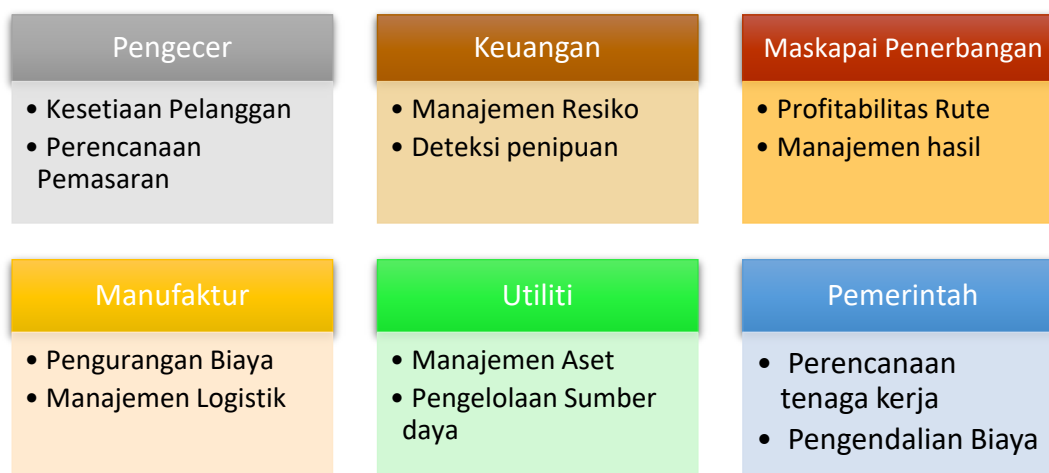 Pengecer
• Kesetiaan Pelanggan
• Perencanaan
Pemasaran
Keuangan
• Manajemen Resiko
• Deteksi penipuan
Maskapai Penerbangan
• Profitabilitas Rute
• Manajemen hasil
Manufaktur
• Pengurangan Biaya
• Manajemen Logistik
Utiliti
• Manajemen Aset
• Pengelolaan Sumber
daya
Pemerintah
• Perencanaan
tenaga kerja
• Pengendalian Biaya